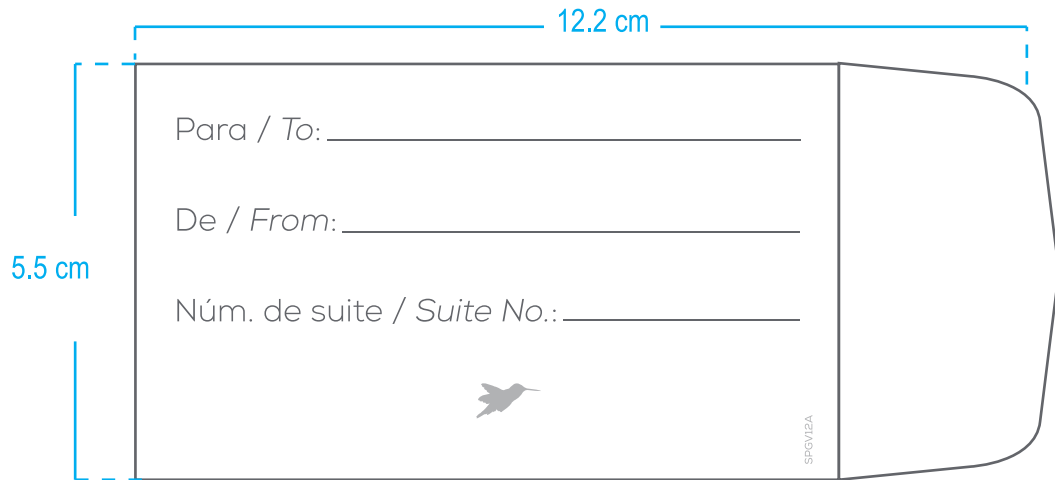 12.2 cm
Para / To:
De / From:
5.5 cm
Núm. de suite / Suite No.:
SPGV12A